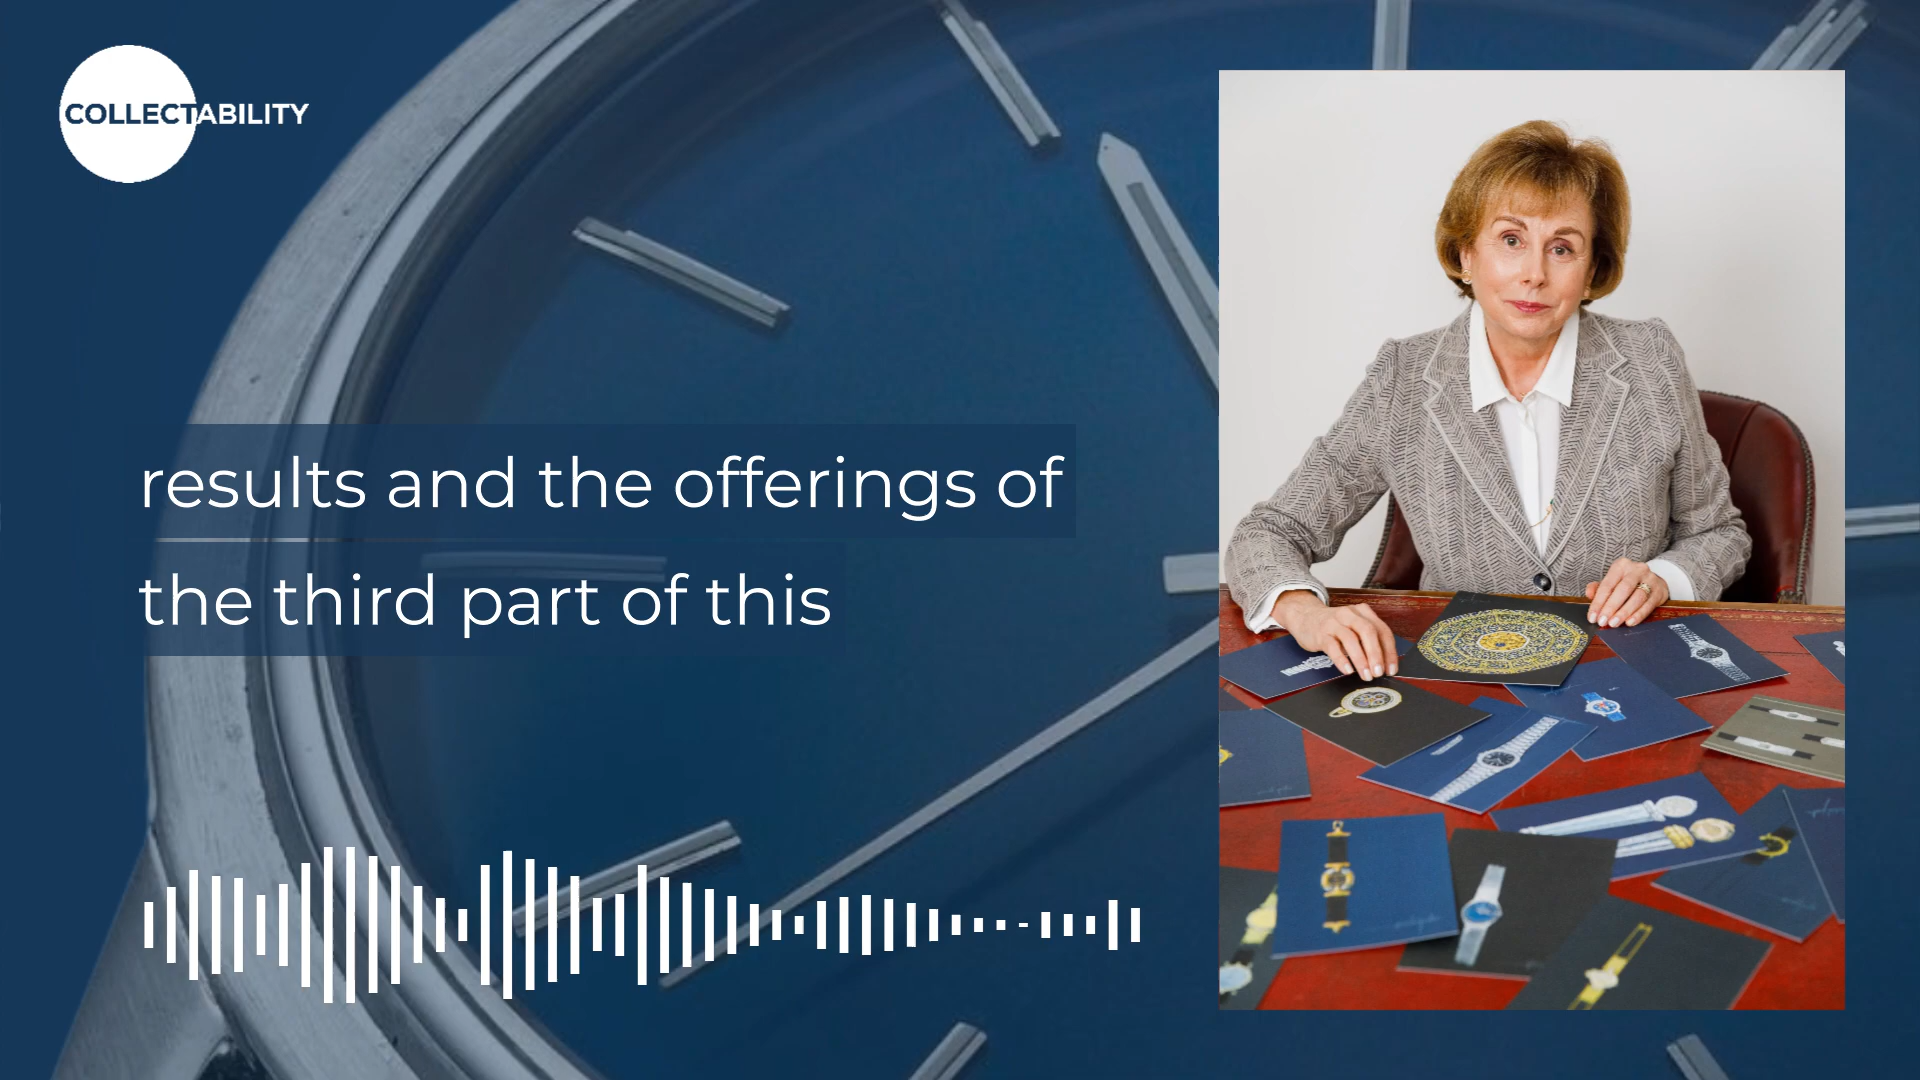 COLLECTABILITY
results and the offerings of
the third part of this